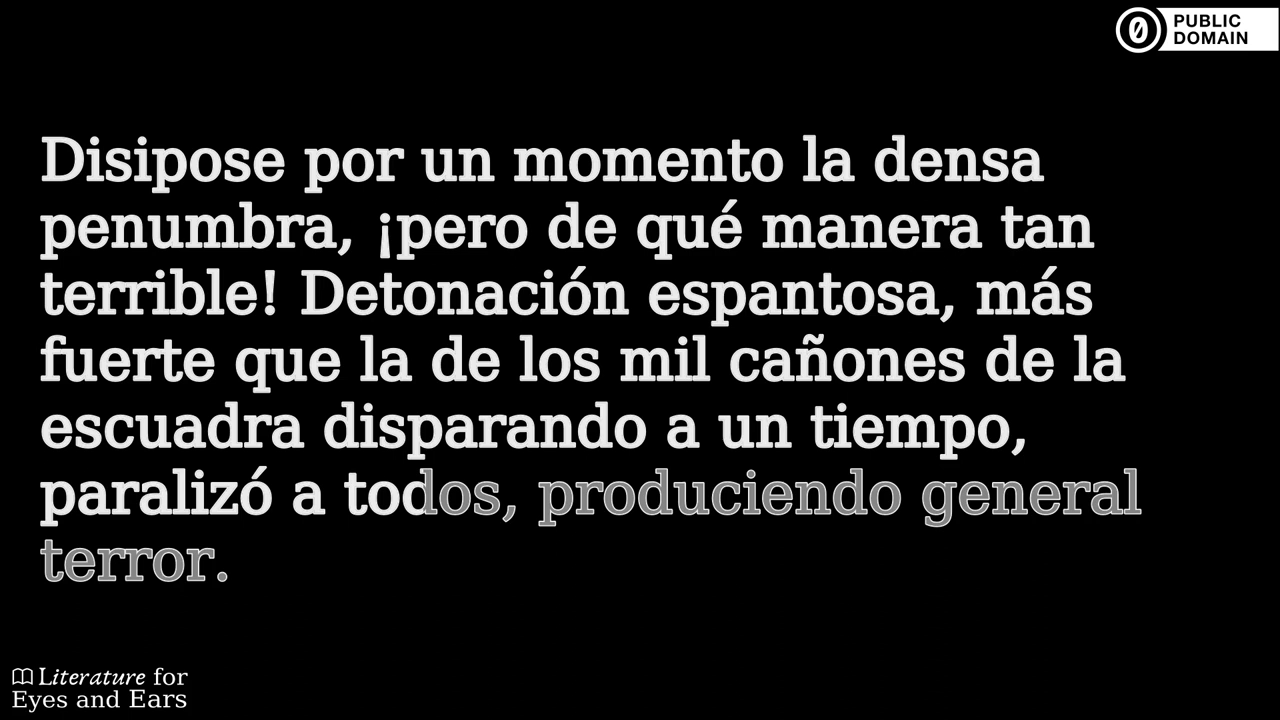 PUBLIC
DOMAIN
Disipose por un momento la densa
penumbra, ¡pero de qué manera tan
terrible! Detonación espantosa, más
fuerte que la de los mil cañones de la
escuadra disparando a un tiempo,
paralizó a todos, produciendo general
terror.
Literature for
Eyes and Ears